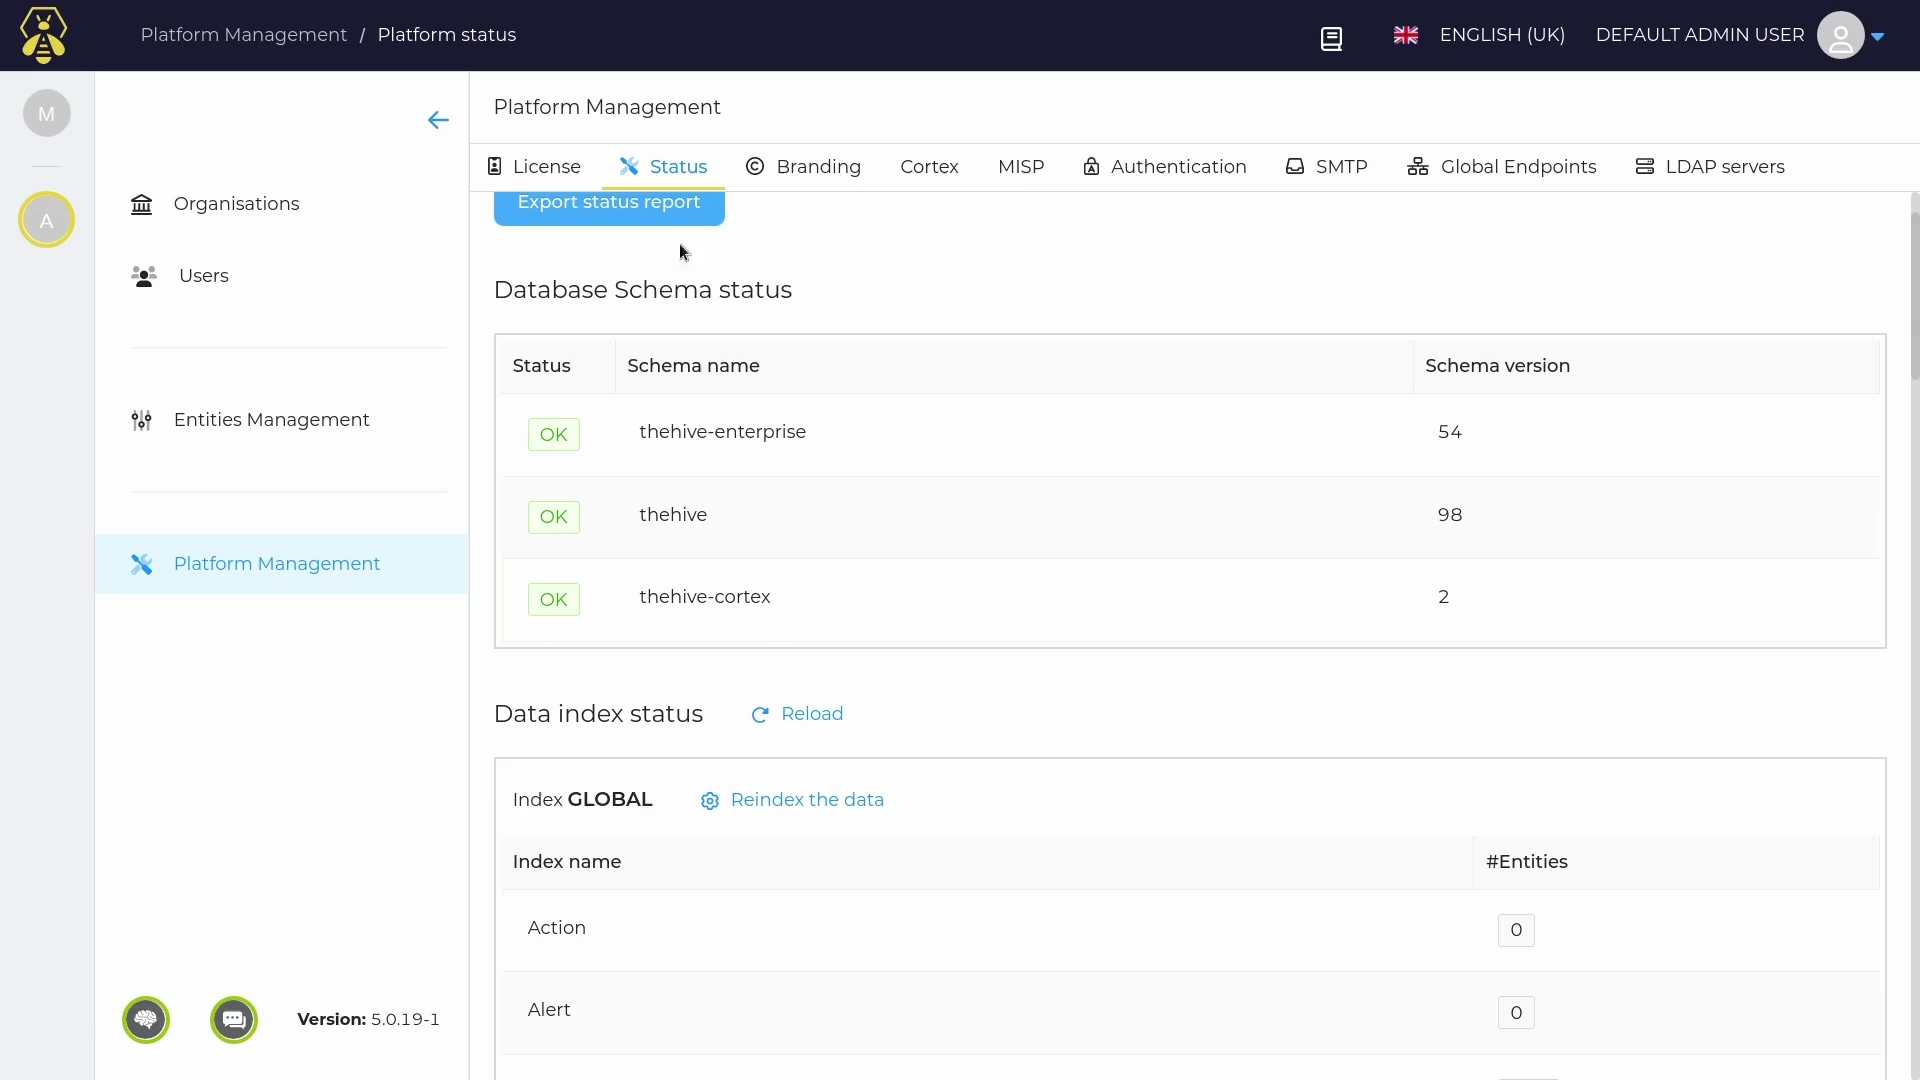 Platform Management / Platform status
ENGLISH (UK)
DEFAULT ADMIN USER
M
A
Organisations
Users
Entities Management
Platform Management
Version: 5.0.19-1
Platform Management
License
Status
Branding
Cortex
MISP
Authentication
SMTP
Global Endpoints
LDAP servers
Export status report
Database Schema status
Status Schema name Schema version
OK thehive-enterprise 54
OK thehive 98
OK thehive-cortex 2
Data index status Reload
Index GLOBAL Reindex the data
Index name #Entities
Action 0
Alert 0